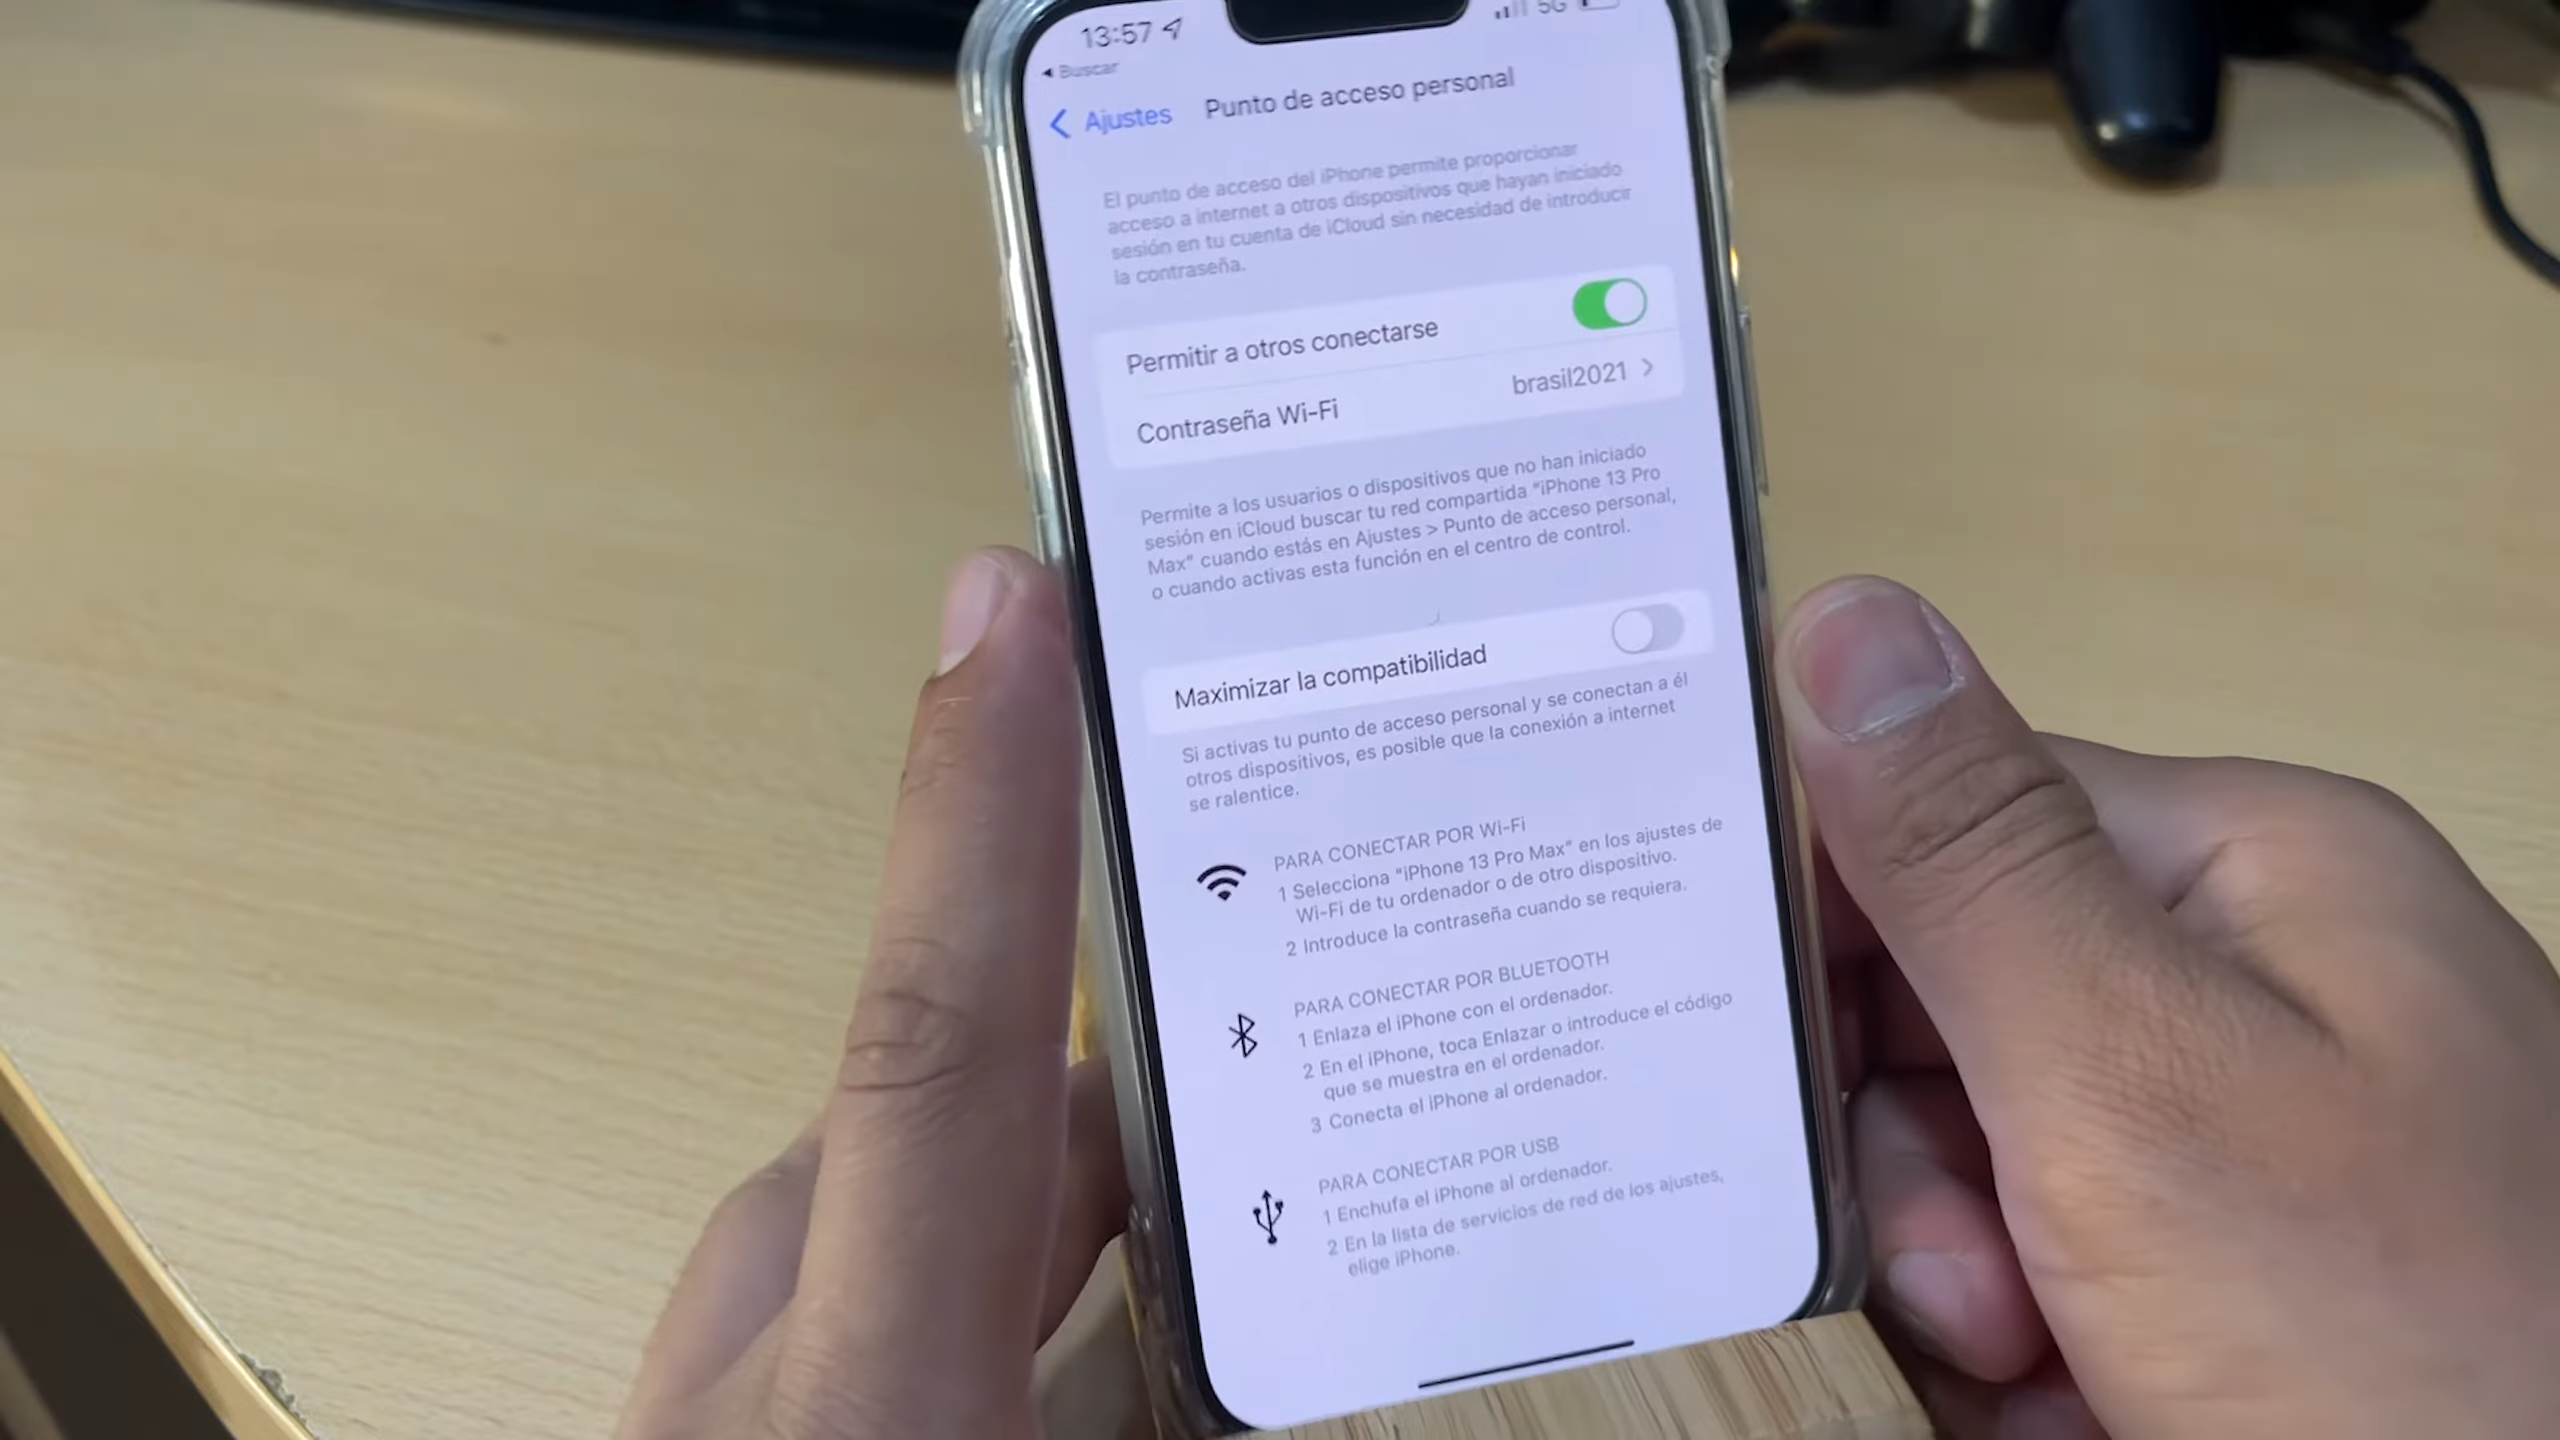 13:57
5G
Buscar
Ajustes
Punto de acceso personal
El punto de acceso del iPhone permite proporcionar
acceso a internet a otros dispositivos que hayan iniciado
sesión en tu cuenta de iCloud sin necesidad de introducir
la contraseña.
Permitir a otros conectarse
Contraseña Wi-Fi brasil2021
Permite a los usuarios o dispositivos que no han iniciado
sesión en iCloud buscar tu red compartida “iPhone 13 Pro
Max” cuando estás en Ajustes > Punto de acceso personal,
o cuando activas esta función en el centro de control.
Maximizar la compatibilidad
Si activas tu punto de acceso personal y se conectan a él
otros dispositivos, es posible que la conexión a internet
se ralentice.
PARA CONECTAR POR Wi-Fi
1 Selecciona “iPhone 13 Pro Max” en los ajustes de
Wi-Fi de tu ordenador o de otro dispositivo.
2 Introduce la contraseña cuando se requiera.
PARA CONECTAR POR BLUETOOTH
1 Enlaza el iPhone con el ordenador.
2 En el iPhone, toca Enlazar o introduce el código
que se muestra en el ordenador.
3 Conecta el iPhone al ordenador.
PARA CONECTAR POR USB
1 Enchufa el iPhone al ordenador.
2 En la lista de servicios de red de los ajustes,
elige iPhone.